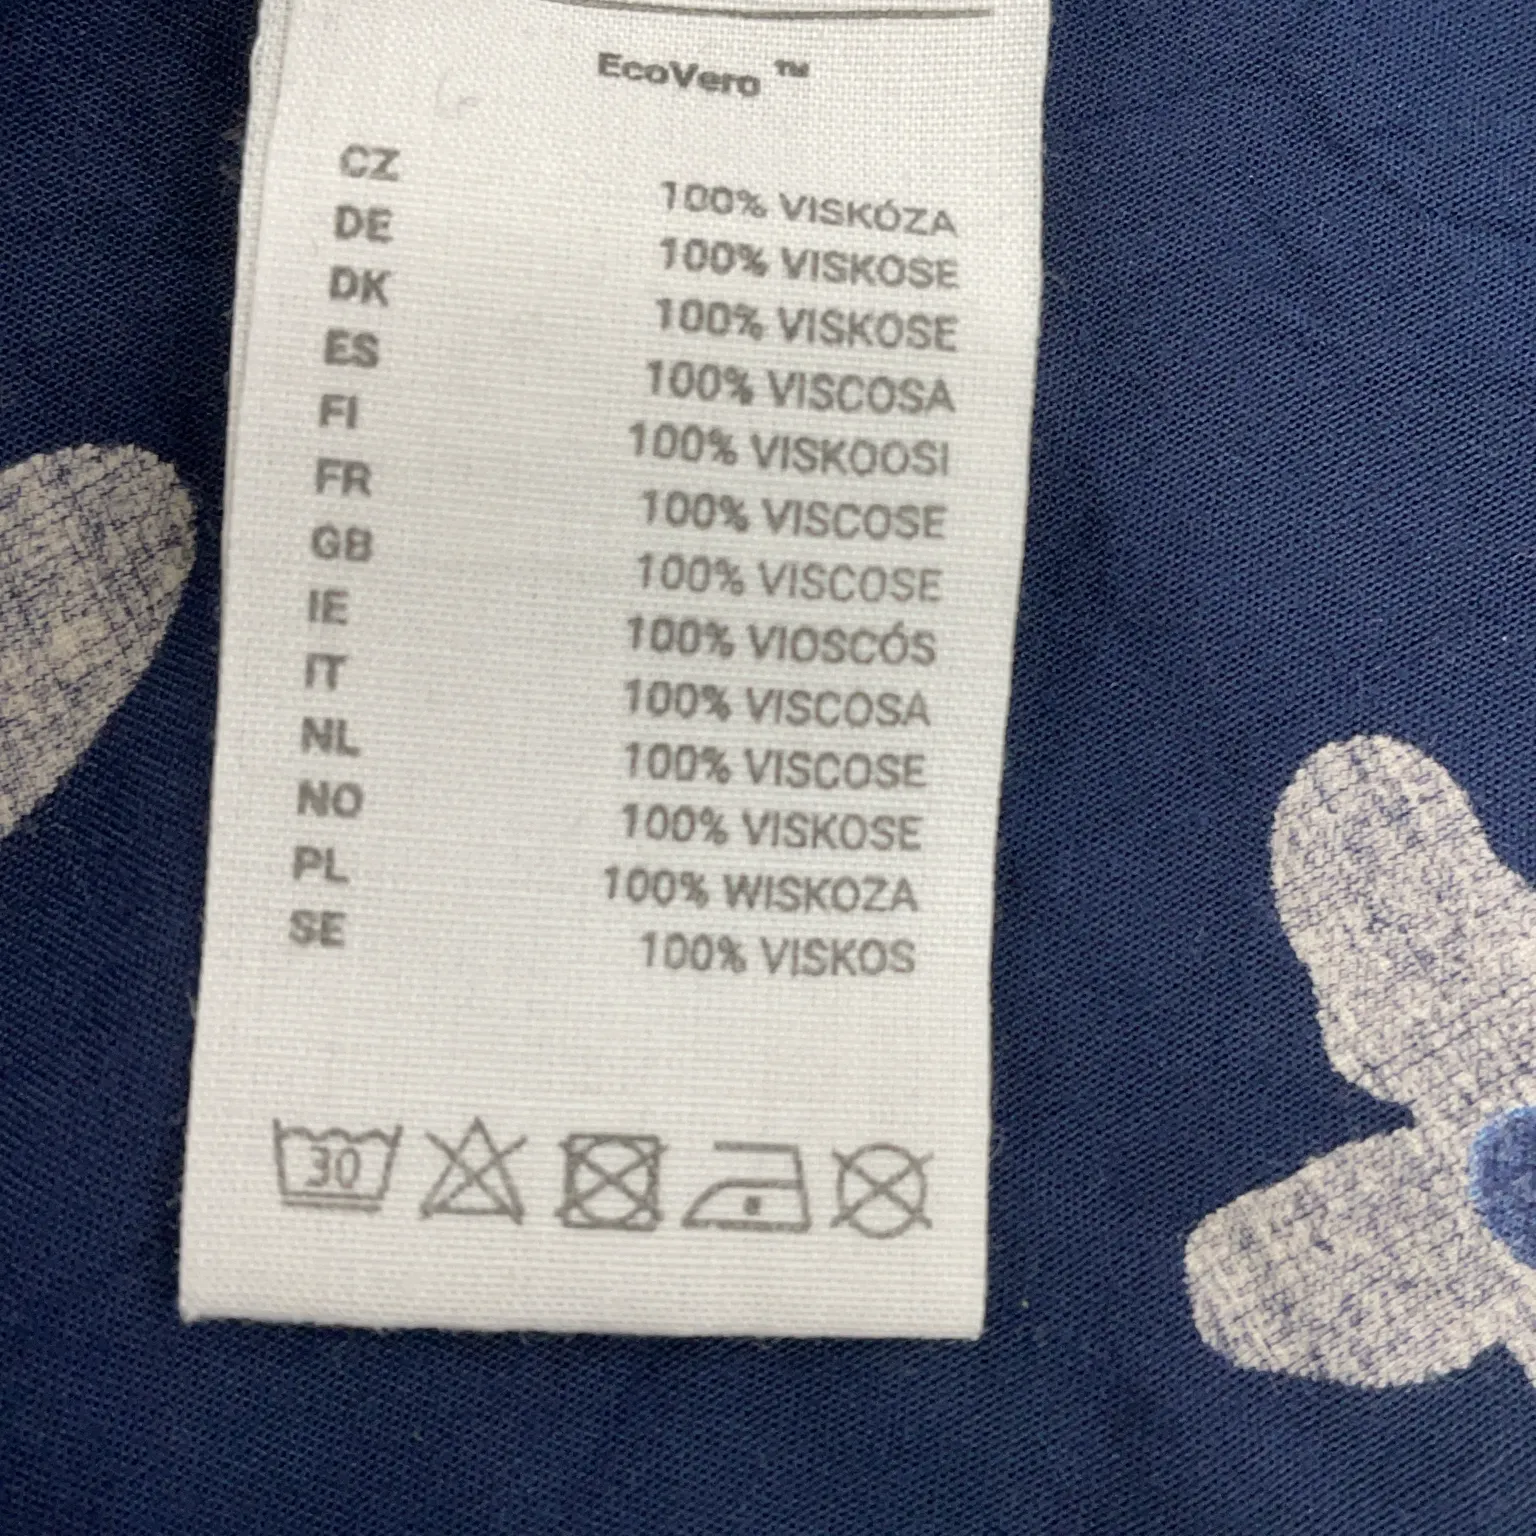 EcoVero ™
CZ 100% VISKÓZA
DE 100% VISKOSE
DK 100% VISKOSE
ES 100% VISCOSA
FI 100% VISKOOSI
FR 100% VISCOSE
GB 100% VISCOSE
IE 100% VIOSCÓS
IT 100% VISCOSA
NL 100% VISCOSE
NO 100% VISKOSE
PL 100% WISKOZA
SE 100% VISKOS
30